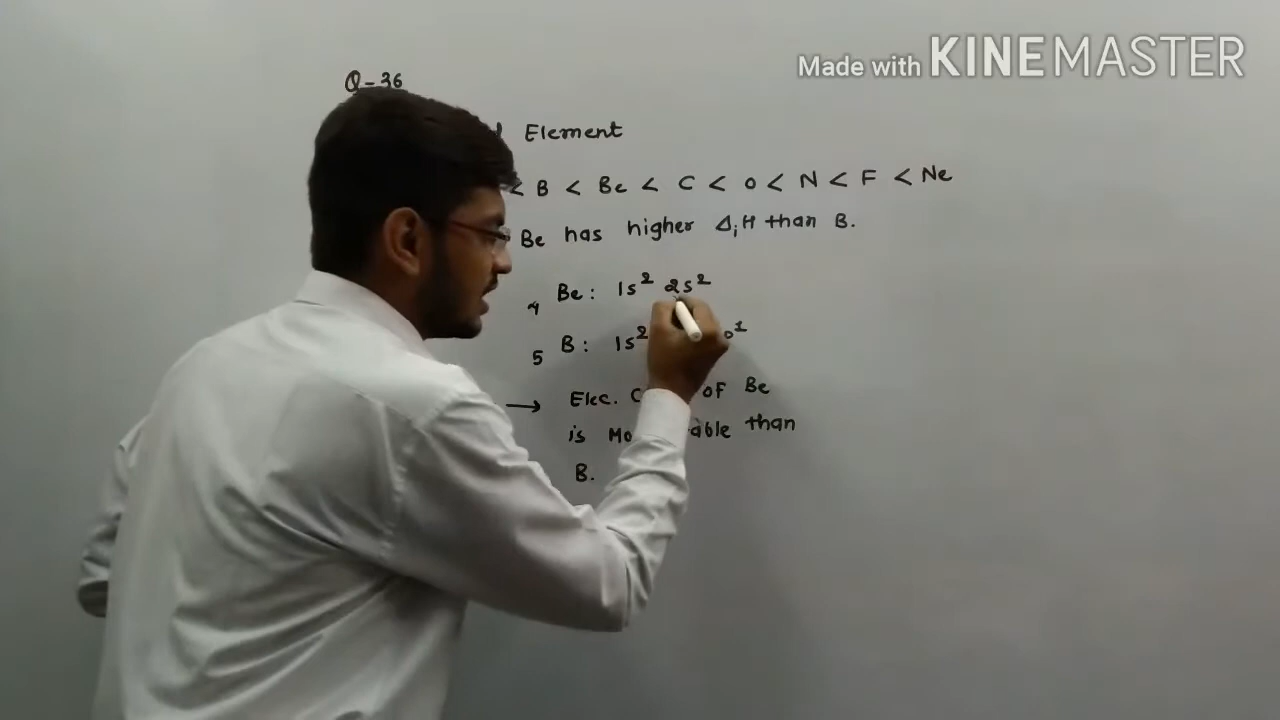 Made with KINEMASTER
Q-36
Element
< B < Be < C < O < N < F < Ne
Be has higher ΔᵢH than B.
4 Be: 1s² 2s²
5 B: 1s²
→ Elec. of Be
is than
B.